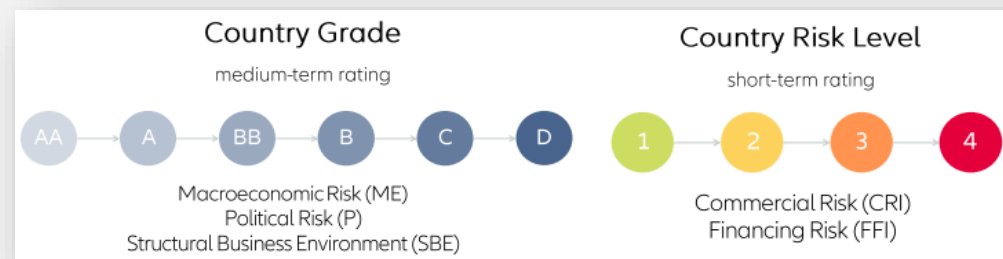 Country Grade
medium-term rating
AA A BB B C D
Macroeconomic Risk (ME)
Political Risk (P)
Structural Business Environment (SBE)
Country Risk Level
short-term rating
1 2 3 4
Commercial Risk (CRI)
Financing Risk (FFI)